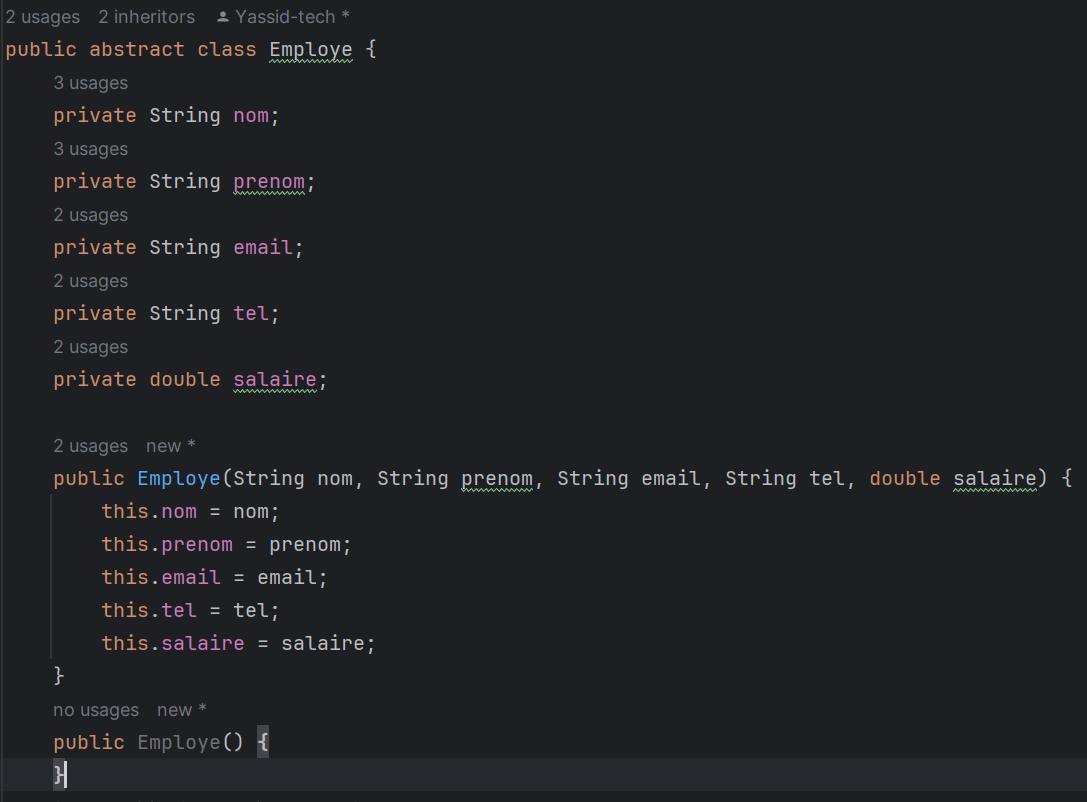 2 usages   2 inheritors   Yassid-tech *
public abstract class Employe {
    3 usages
    private String nom;
    3 usages
    private String prenom;
    2 usages
    private String email;
    2 usages
    private String tel;
    2 usages
    private double salaire;
    2 usages   new *
    public Employe(String nom, String prenom, String email, String tel, double salaire) {
        this.nom = nom;
        this.prenom = prenom;
        this.email = email;
        this.tel = tel;
        this.salaire = salaire;
    }
    no usages   new *
    public Employe() {
    }